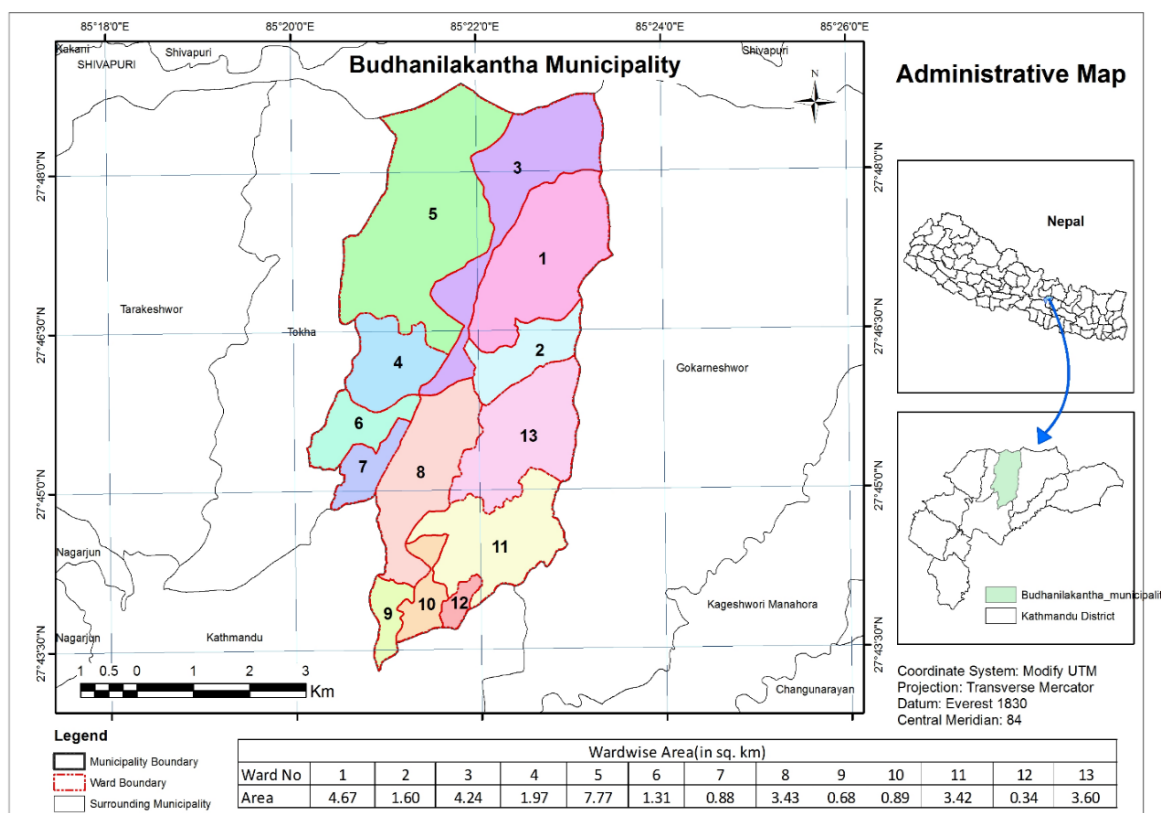 85°18'0"E 85°20'0"E 85°22'0"E 85°24'0"E 85°26'0"E
Kakani
Shivapuri
Shivapuri
SHIVAPURI
Budhanilakantha Municipality
N
Administrative Map
27°48'0"N
27°48'0"N
3
5
1
Nepal
Tarakeshwor
Tokha
27°46'30"N
27°46'30"N
2
4
Gokarneshwor
6
13
7
8
27°45'0"N
27°45'0"N
11
Nagarjun
12
10
9
Kageshwori Manahora
Nagarjun
Kathmandu
27°43'30"N
27°43'30"N
Budhanilakantha_municipalit
Kathmandu District
1 0.5 0 1 2 3
Km
Changunarayan
Coordinate System: Modify UTM
Projection: Transverse Mercator
Datum: Everest 1830
Central Meridian: 84
Legend
Municipality Boundary
Ward Boundary
Surrounding Municipality
Wardwise Area(in sq. km)
Ward No 1 2 3 4 5 6 7 8 9 10 11 12 13
Area 4.67 1.60 4.24 1.97 7.77 1.31 0.88 3.43 0.68 0.89 3.42 0.34 3.60